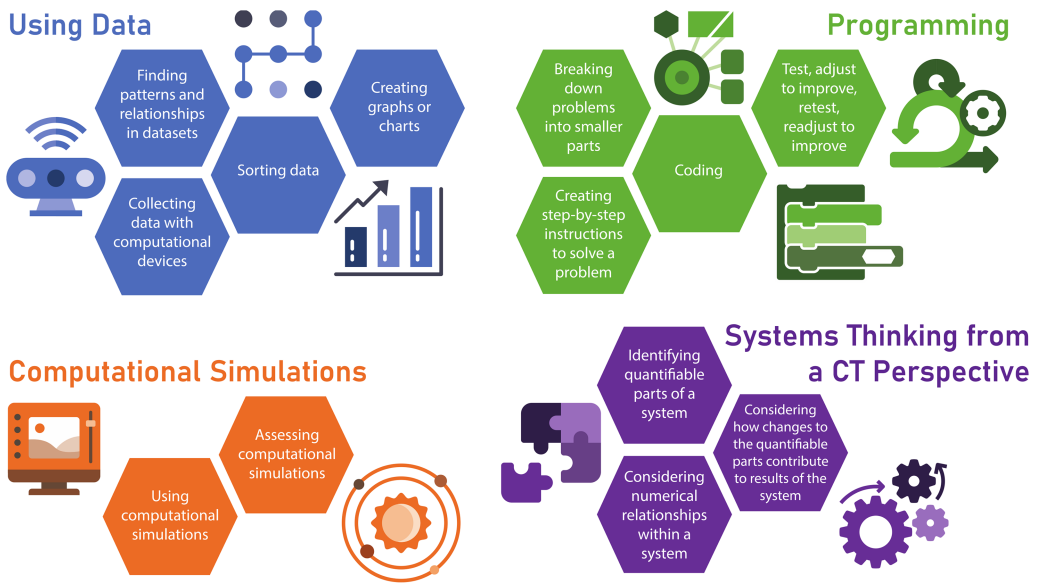 Using Data
Finding
patterns and
relationships
in datasets
Creating
graphs or
charts
Sorting data
Collecting
data with
computational
devices
Programming
Breaking
down
problems
into smaller
parts
Test, adjust
to improve,
retest,
readjust to
improve
Coding
Creating
step-by-step
instructions
to solve a
problem
Computational Simulations
Assessing
computational
simulations
Using
computational
simulations
Systems Thinking from
a CT Perspective
Identifying
quantifiable
parts of a
system
Considering
how changes to
the quantifiable
parts contribute
to results of the
system
Considering
numerical
relationships
within a
system